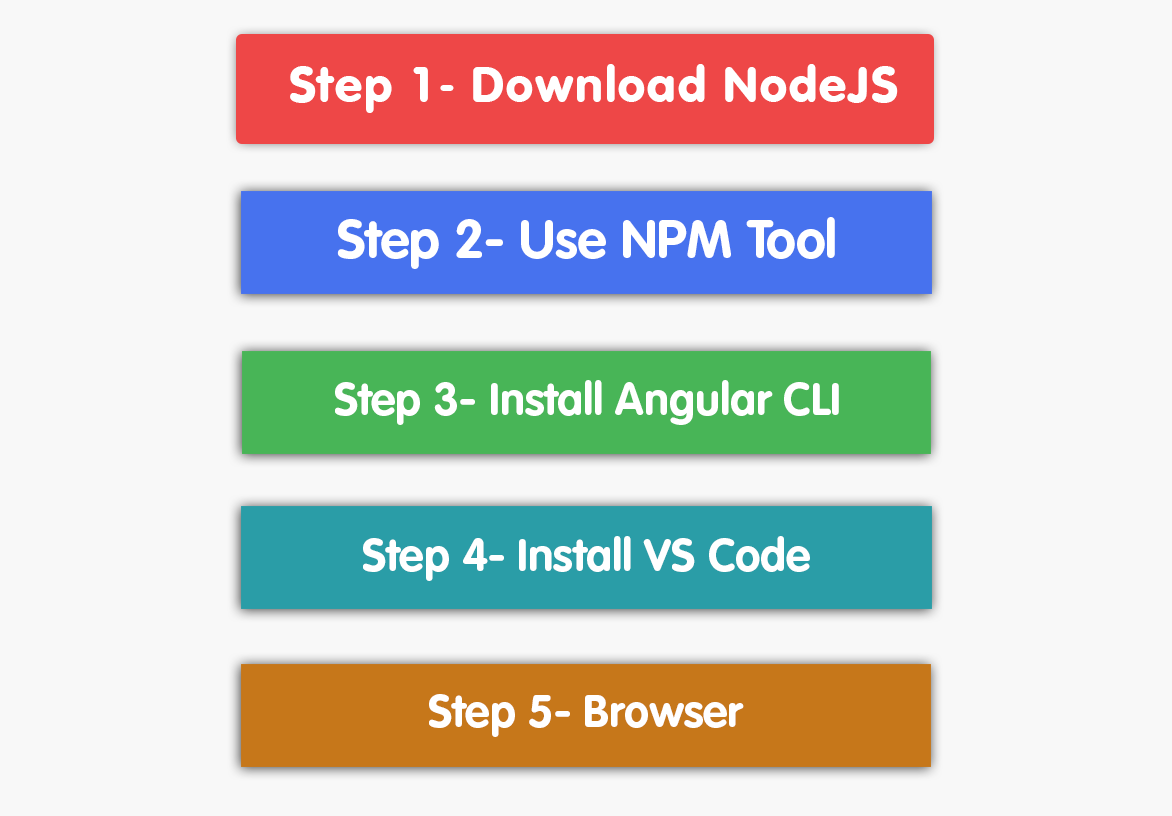 Step 1- Download NodeJS
Step 2- Use NPM Tool
Step 3- Install Angular CLI
Step 4- Install VS Code
Step 5- Browser